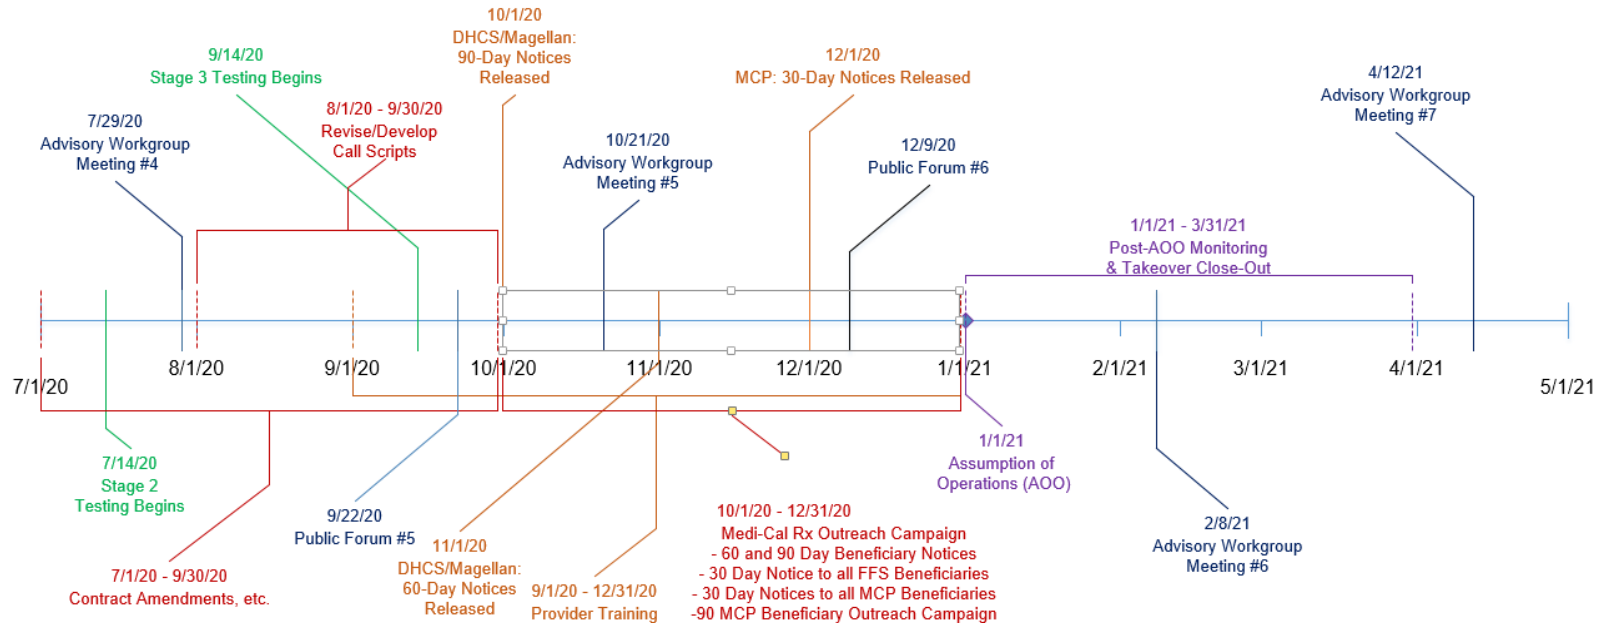 10/1/20
DHCS/Magellan:
90-Day Notices
Released
9/14/20
Stage 3 Testing Begins
12/1/20
MCP: 30-Day Notices Released
4/12/21
Advisory Workgroup
Meeting #7
8/1/20 - 9/30/20
Revise/Develop
Call Scripts
7/29/20
Advisory Workgroup
Meeting #4
10/21/20
Advisory Workgroup
Meeting #5
12/9/20
Public Forum #6
1/1/21 - 3/31/21
Post-AOO Monitoring
& Takeover Close-Out
7/1/20
8/1/20
9/1/20
10/1/20
11/1/20
12/1/20
1/1/21
2/1/21
3/1/21
4/1/21
5/1/21
7/14/20
Stage 2
Testing Begins
1/1/21
Assumption of
Operations (AOO)
9/22/20
Public Forum #5
10/1/20 - 12/31/20
Medi-Cal Rx Outreach Campaign
- 60 and 90 Day Beneficiary Notices
- 30 Day Notice to all FFS Beneficiaries
- 30 Day Notices to all MCP Beneficiaries
-90 MCP Beneficiary Outreach Campaign
2/8/21
Advisory Workgroup
Meeting #6
11/1/20
DHCS/Magellan:
60-Day Notices
Released
7/1/20 - 9/30/20
Contract Amendments, etc.
9/1/20 - 12/31/20
Provider Training